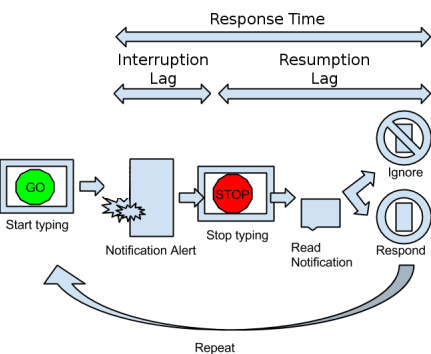 Response Time
Interruption
Lag
Resumption
Lag
GO
STOP
Ignore
Start typing
Notification Alert
Stop typing
Read
Notification
Respond
Repeat